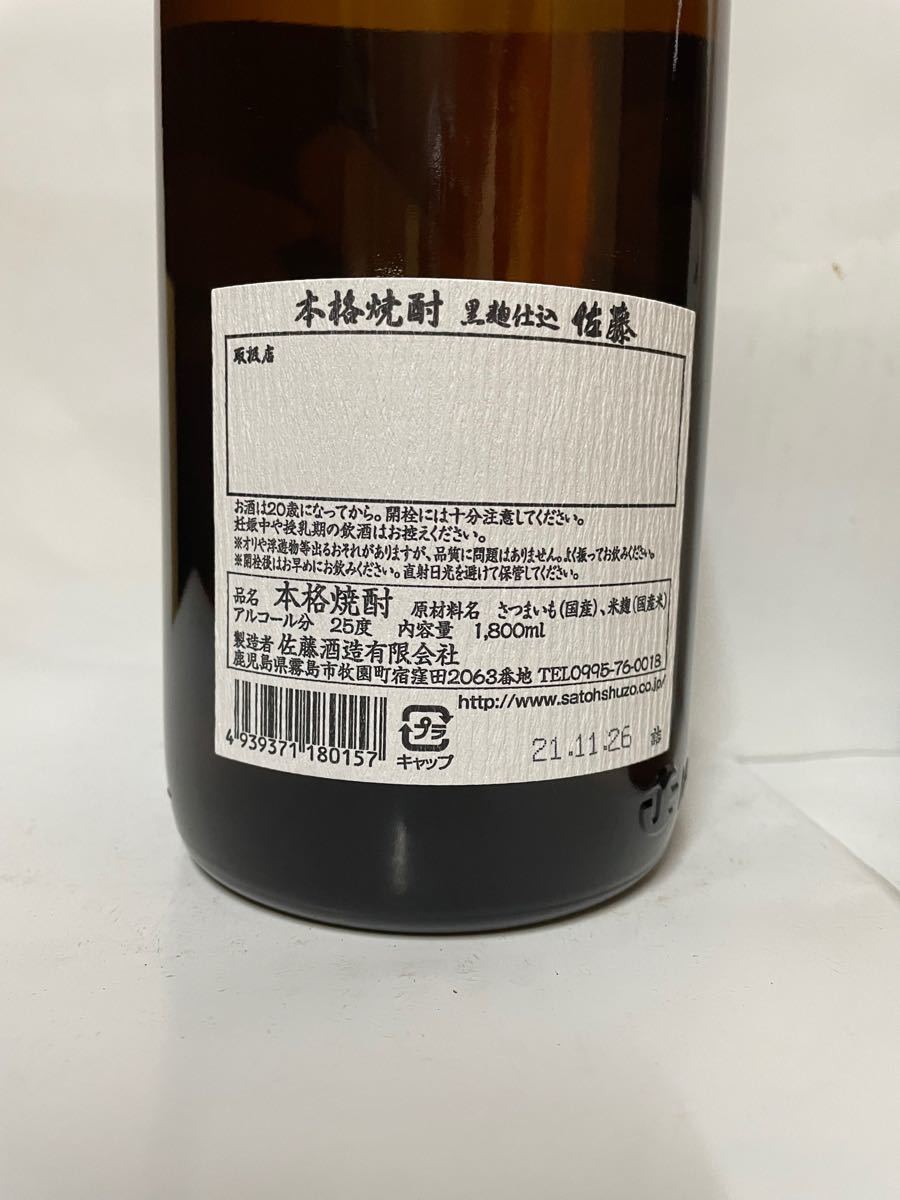 本格焼酎 黒麹仕込 佐藤
取扱店
お酒は20歳になってから。開栓には十分注意してください。
妊娠中や授乳期の飲酒はお控えください。
※オリや浮遊物等出るおそれがありますが、品質に問題はありません。よく振ってお飲みください。
※開栓後はお早めにお飲みください。直射日光を避けて保管してください。
品名 本格焼酎 原材料名 さつまいも(国産)、米麹(国産米)
アルコール分 25度 内容量 1,800ml
製造者 佐藤酒造有限会社
鹿児島県霧島市牧園町宿窪田2063番地 TEL0995-76-0018
http://www.satohshuzo.co.jp/
4 939371 180157
プラ
キャップ
21.11.26 詰